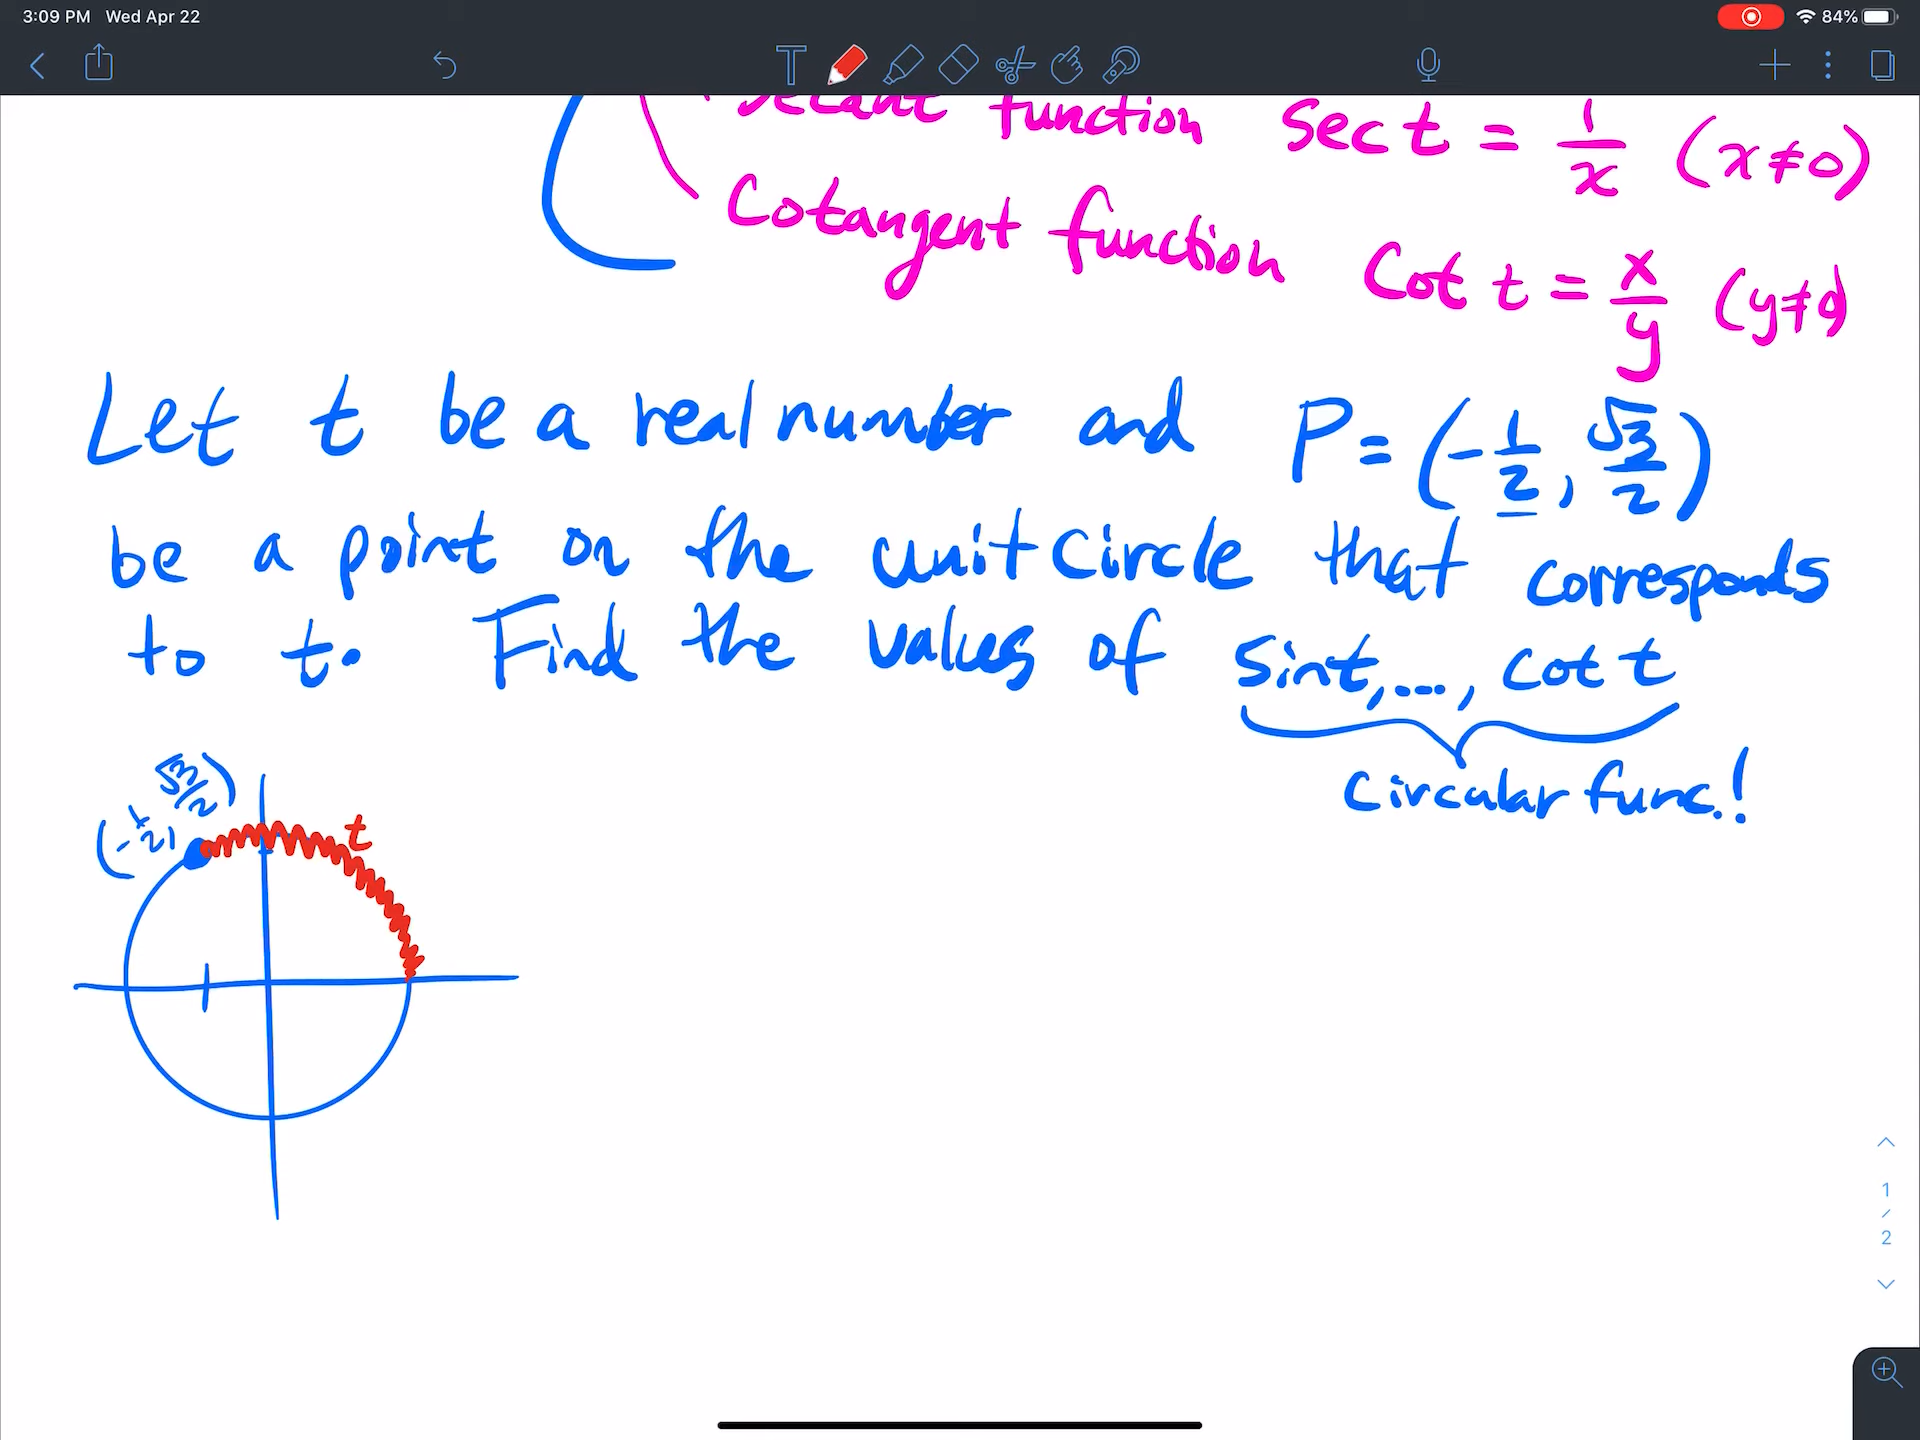 3:09 PM Wed Apr 22
84%
Secant function sec t = 1/x (x≠0)
Cotangent function Cot t = x/y (y≠0)
Let t be a real number and P = (-1/2, √3/2)
be a point on the unit circle that corresponds
to t. Find the values of sint, ..., cot t
Circular func.!
(-1/2, √3/2)
t
1
/
2